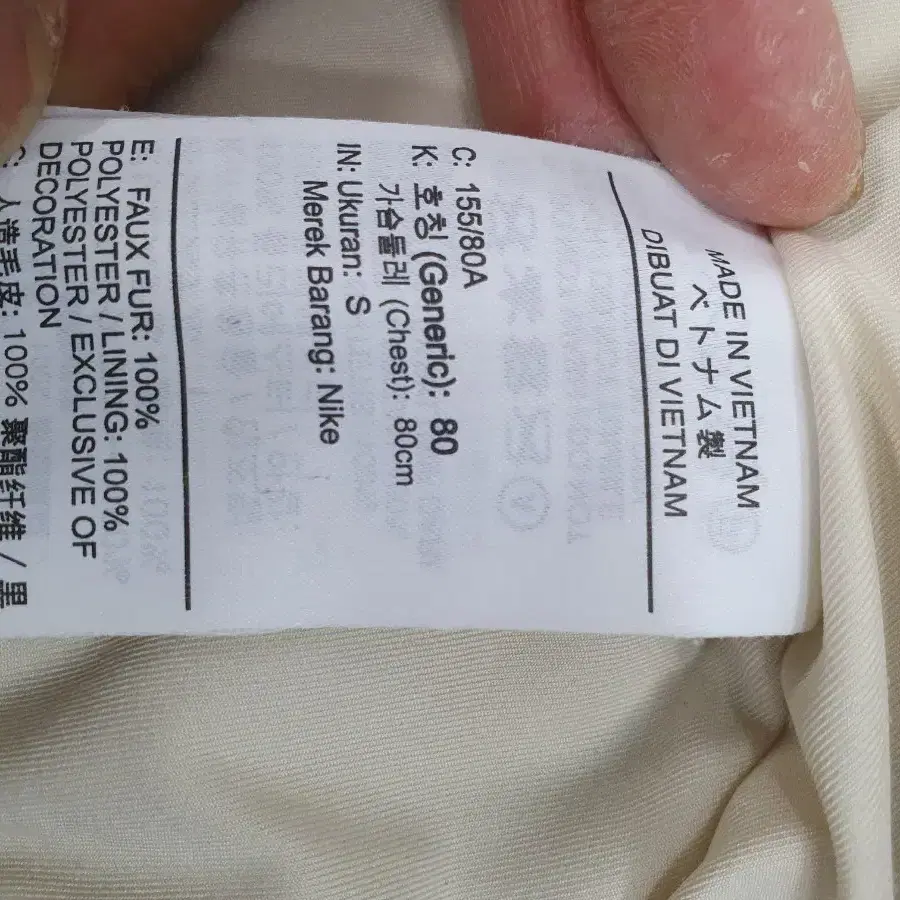 MADE IN VIETNAM
ベトナム製
DIBUAT DI VIETNAM
C: 155/80A
K: 호칭 (Generic): 80
가슴둘레 (Chest): 80cm
IN: Ukuran: S
Merek Barang: Nike
E: FAUX FUR: 100%
POLYESTER / LINING: 100%
POLYESTER / EXCLUSIVE OF
DECORATION
C: 人造毛皮: 100% 聚酯纤维 / 里